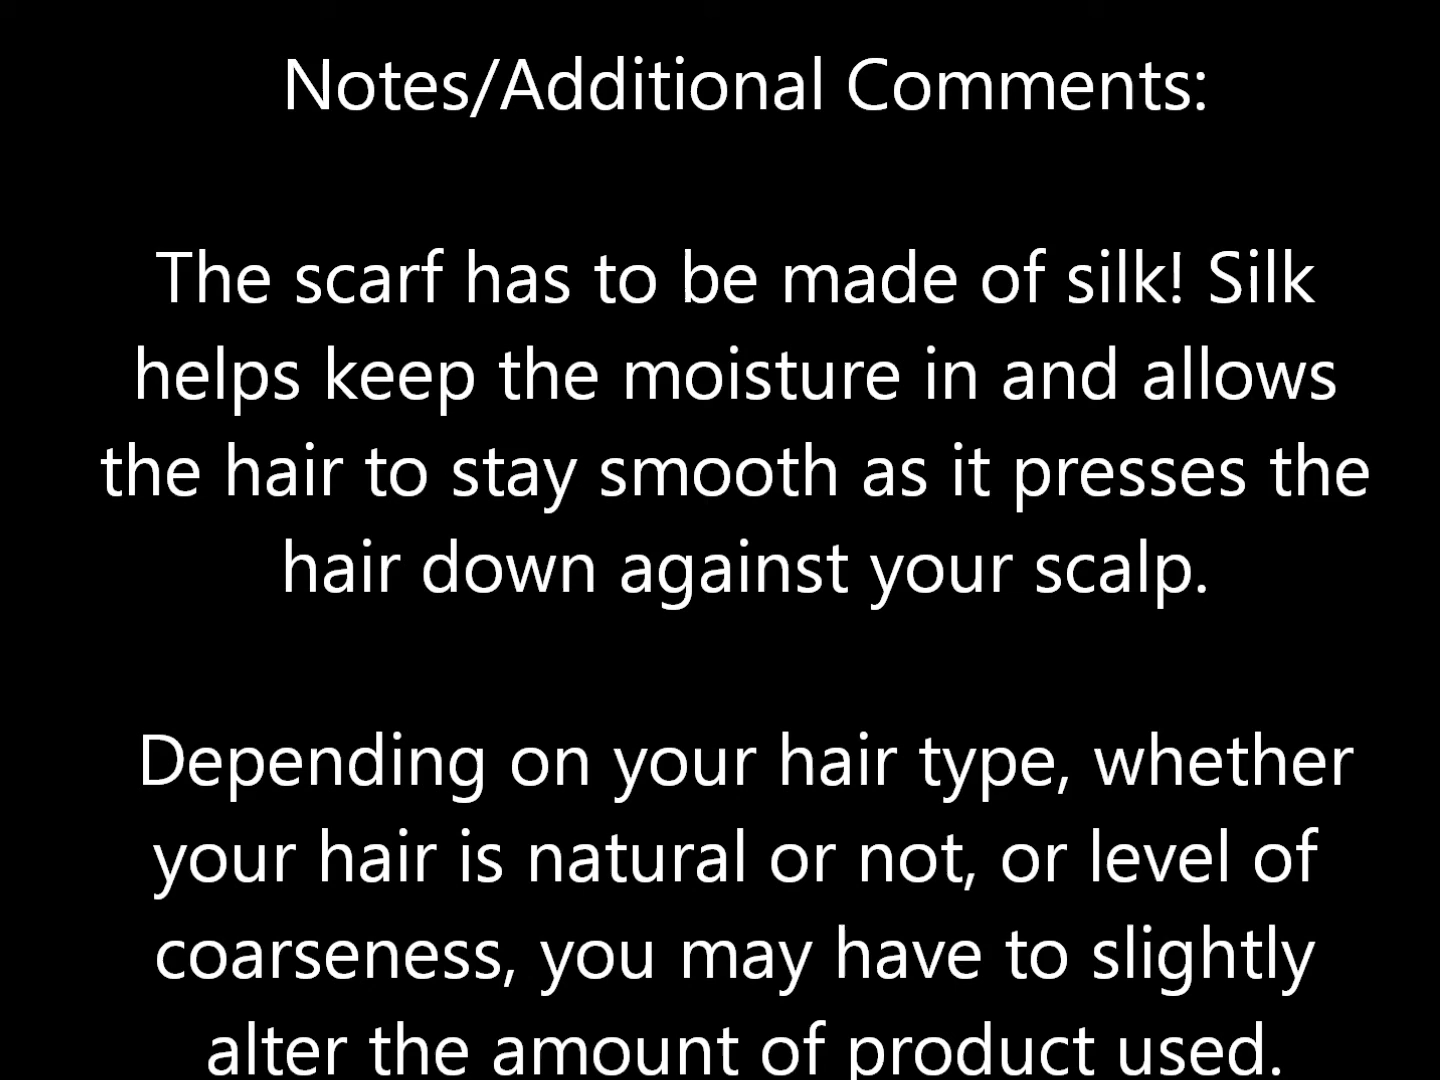 Notes/Additional Comments:
The scarf has to be made of silk! Silk
helps keep the moisture in and allows
the hair to stay smooth as it presses the
hair down against your scalp.
Depending on your hair type, whether
your hair is natural or not, or level of
coarseness, you may have to slightly
alter the amount of product used.